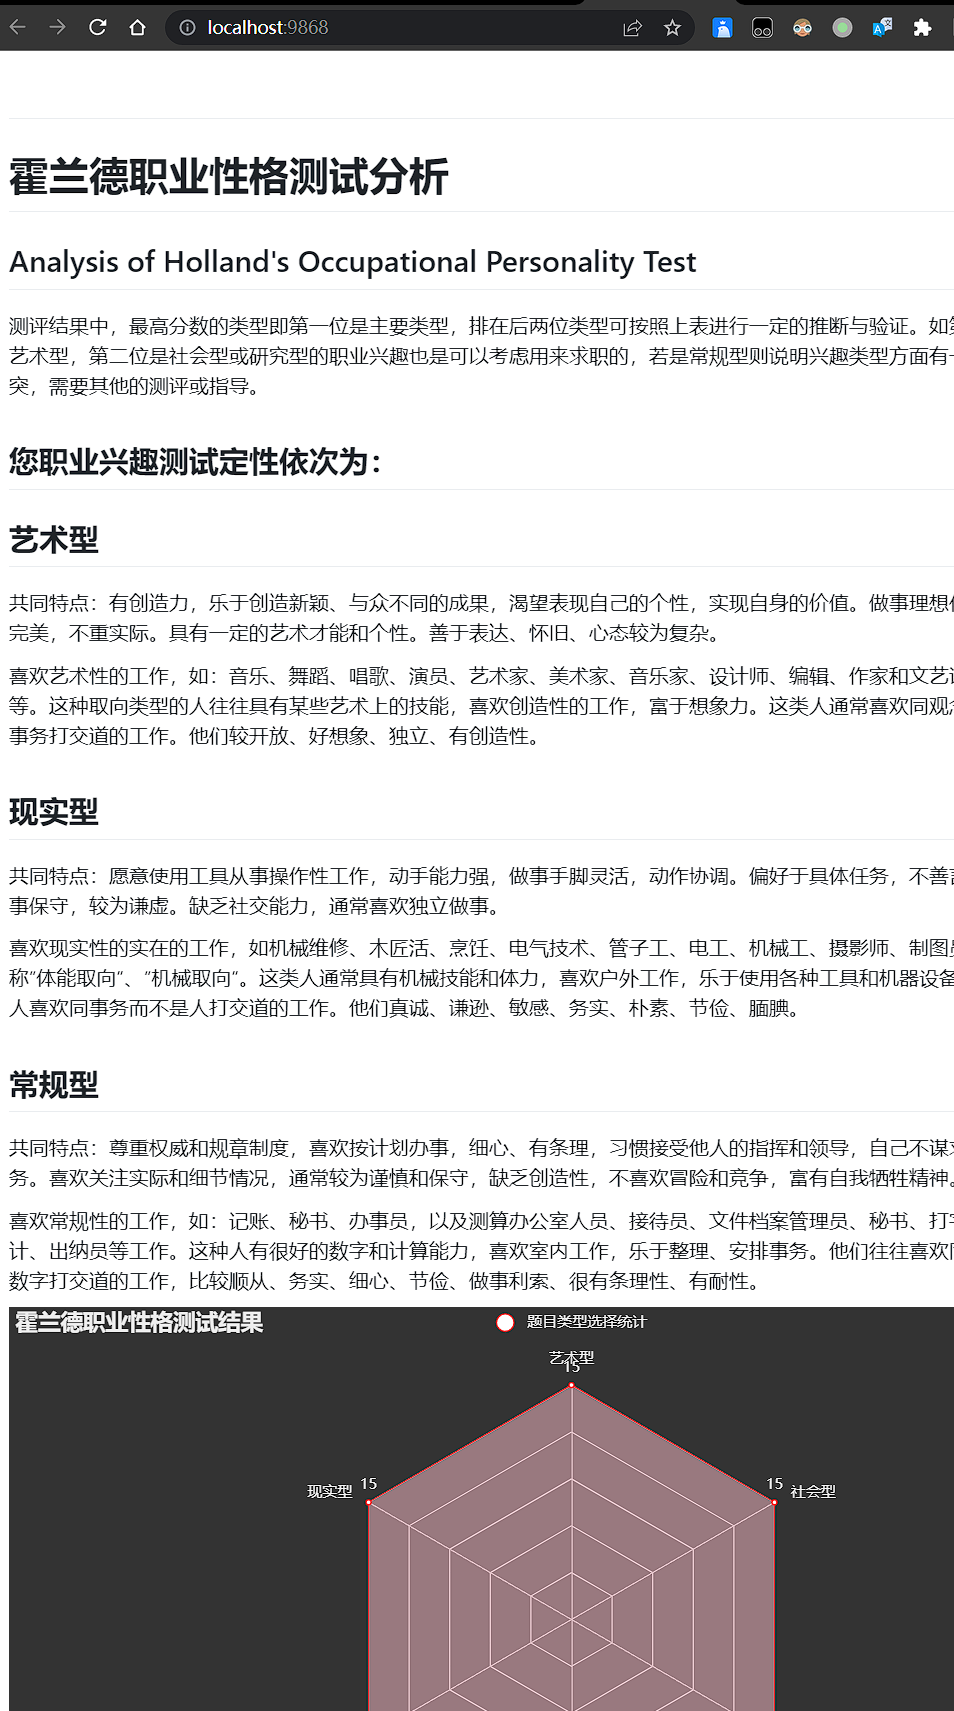 localhost:9868
霍兰德职业性格测试分析
Analysis of Holland's Occupational Personality Test
测评结果中，最高分数的类型即第一位是主要类型，排在后两位类型可按照上表进行一定的推断与验证。如
艺术型，第二位是社会型或研究型的职业兴趣也是可以考虑用来求职的，若是常规型则说明兴趣类型方面有
突，需要其他的测评或指导。
您职业兴趣测试定性依次为：
艺术型
共同特点：有创造力，乐于创造新颖、与众不同的成果，渴望表现自己的个性，实现自身的价值。做事理想
完美，不重实际。具有一定的艺术才能和个性。善于表达、怀旧、心态较为复杂。
喜欢艺术性的工作，如：音乐、舞蹈、唱歌、演员、艺术家、美术家、音乐家、设计师、编辑、作家和文艺
等。这种取向类型的人往往具有某些艺术上的技能，喜欢创造性的工作，富于想象力。这类人通常喜欢同观
事务打交道的工作。他们较开放、好想象、独立、有创造性。
现实型
共同特点：愿意使用工具从事操作性工作，动手能力强，做事手脚灵活，动作协调。偏好于具体任务，不善
事保守，较为谦虚。缺乏社交能力，通常喜欢独立做事。
喜欢现实性的实在的工作，如机械维修、木匠活、烹饪、电气技术、管子工、电工、机械工、摄影师、制图
称“体能取向“、“机械取向“。这类人通常具有机械技能和体力，喜欢户外工作，乐于使用各种工具和机器设备
人喜欢同事务而不是人打交道的工作。他们真诚、谦逊、敏感、务实、朴素、节俭、腼腆。
常规型
共同特点：尊重权威和规章制度，喜欢按计划办事，细心、有条理，习惯接受他人的指挥和领导，自己不谋
务。喜欢关注实际和细节情况，通常较为谨慎和保守，缺乏创造性，不喜欢冒险和竞争，富有自我牺牲精神。
喜欢常规性的工作，如：记账、秘书、办事员，以及测算办公室人员、接待员、文件档案管理员、秘书、打
计、出纳员等工作。这种人有很好的数字和计算能力，喜欢室内工作，乐于整理、安排事务。他们往往喜欢
数字打交道的工作，比较顺从、务实、细心、节俭、做事利索、很有条理性、有耐性。
霍兰德职业性格测试结果
题目类型选择统计
艺术型
15
现实型 15
15 社会型